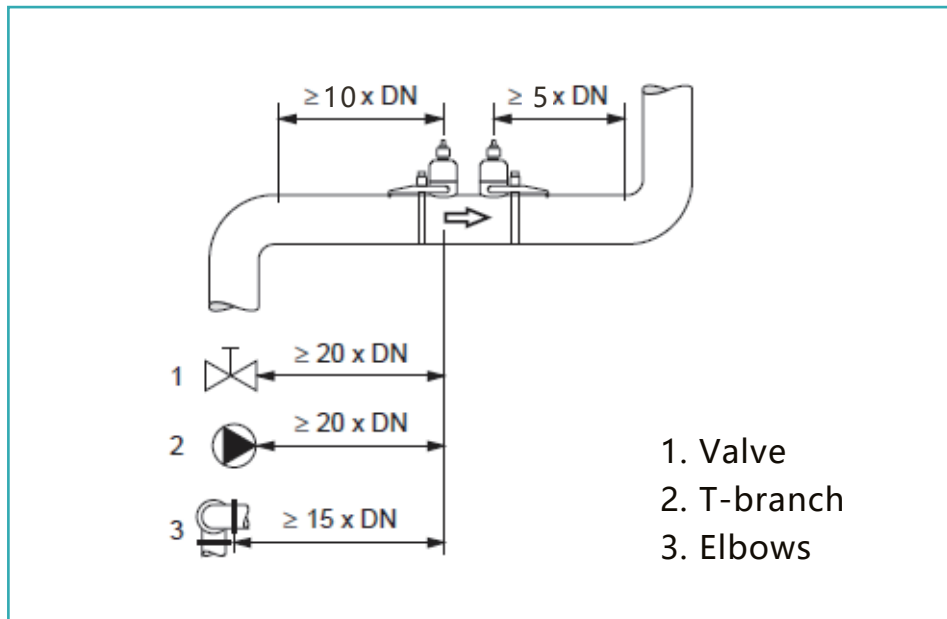 ≥ 10 x DN
≥ 5 x DN
1
≥ 20 x DN
2
≥ 20 x DN
3
≥ 15 x DN
1. Valve
2. T-branch
3. Elbows